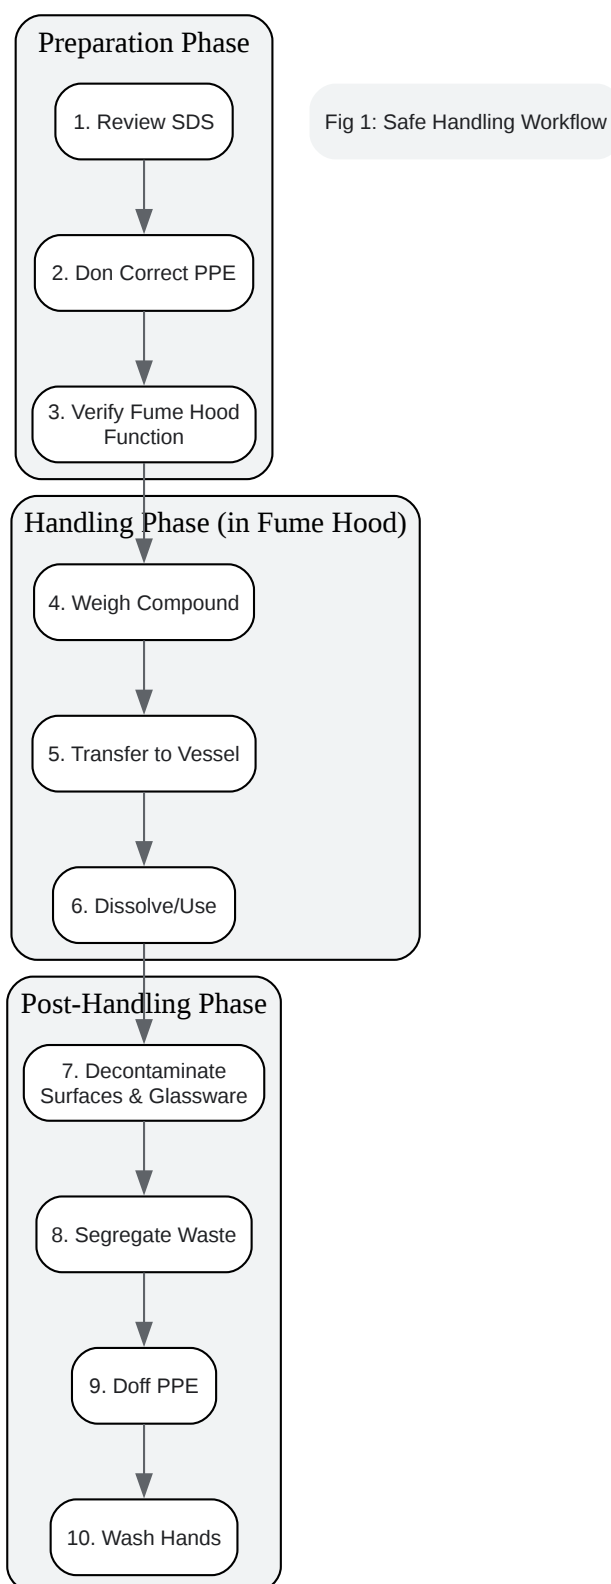 Preparation Phase
1. Review SDS
Fig 1: Safe Handling Workflow
2. Don Correct PPE
3. Verify Fume Hood
Function
Handling Phase (in Fume Hood)
4. Weigh Compound
5. Transfer to Vessel
6. Dissolve/Use
Post-Handling Phase
7. Decontaminate
Surfaces & Glassware
8. Segregate Waste
9. Doff PPE
10. Wash Hands